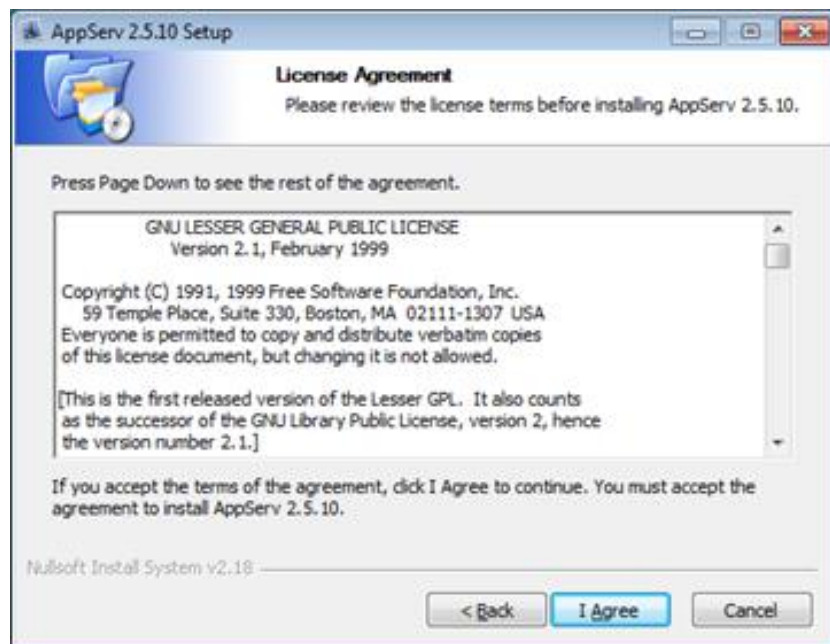 AppServ 2.5.10 Setup
License Agreement
Please review the license terms before installing AppServ 2.5.10.
Press Page Down to see the rest of the agreement.
GNU LESSER GENERAL PUBLIC LICENSE
Version 2.1, February 1999
Copyright (C) 1991, 1999 Free Software Foundation, Inc.
59 Temple Place, Suite 330, Boston, MA 02111-1307 USA
Everyone is permitted to copy and distribute verbatim copies
of this license document, but changing it is not allowed.
[This is the first released version of the Lesser GPL. It also counts
as the successor of the GNU Library Public License, version 2, hence
the version number 2.1.]
If you accept the terms of the agreement, click I Agree to continue. You must accept the
agreement to install AppServ 2.5.10.
Nullsoft Install System v2.18
< Back I Agree Cancel